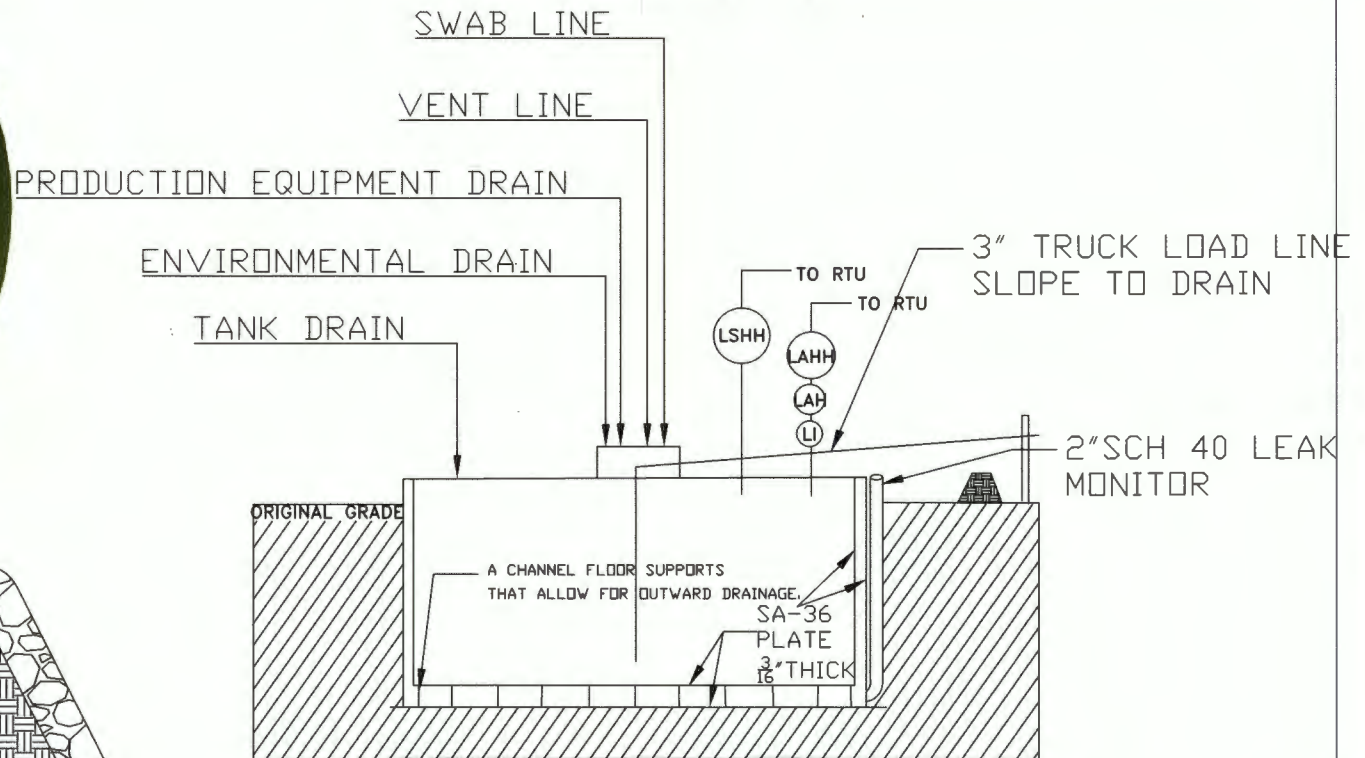 SWAB LINE
VENT LINE
PRODUCTION EQUIPMENT DRAIN
ENVIRONMENTAL DRAIN
TANK DRAIN
TO RTU
TO RTU
3" TRUCK LOAD LINE
SLOPE TO DRAIN
LSHH
LAHH
LAH
LI
2"SCH 40 LEAK
MONITOR
ORIGINAL GRADE
A CHANNEL FLOOR SUPPORTS
THAT ALLOW FOR OUTWARD DRAINAGE.
SA-36
PLATE
3/16"THICK